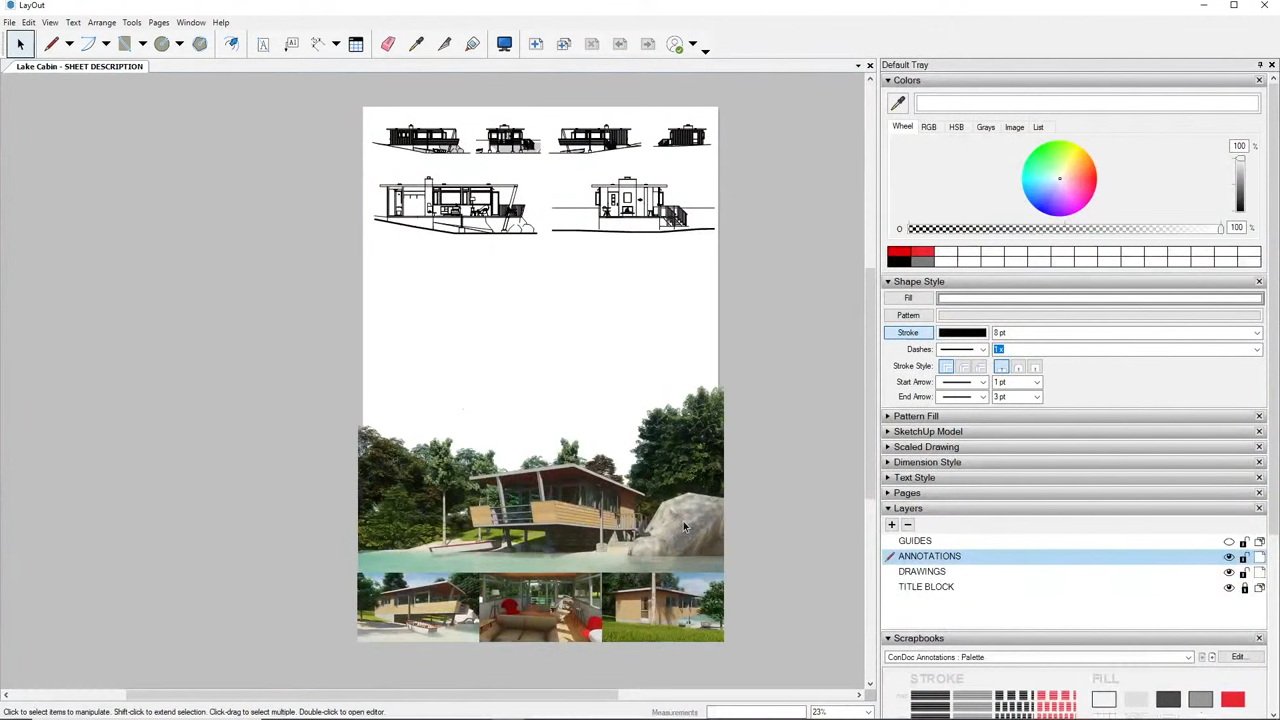 LayOut
File Edit View Text Arrange Tools Pages Window Help
Lake Cabin - SHEET DESCRIPTION
Default Tray
Colors
Wheel RGB HSB Grays Image List
100
O 100 %
Shape Style
Fill
Pattern
Stroke 8 pt
Dashes: 1 x
Stroke Style:
Start Arrow: 1 pt
End Arrow: 3 pt
Pattern Fill
SketchUp Model
Scaled Drawing
Dimension Style
Text Style
Pages
Layers
GUIDES
ANNOTATIONS
DRAWINGS
TITLE BLOCK
Scrapbooks
ConDoc Annotations : Palette Edit...
STROKE FILL
Click to select items to manipulate. Shift-click to extend selection. Click-drag to select multiple. Double-click to open editor. Measurements 23%